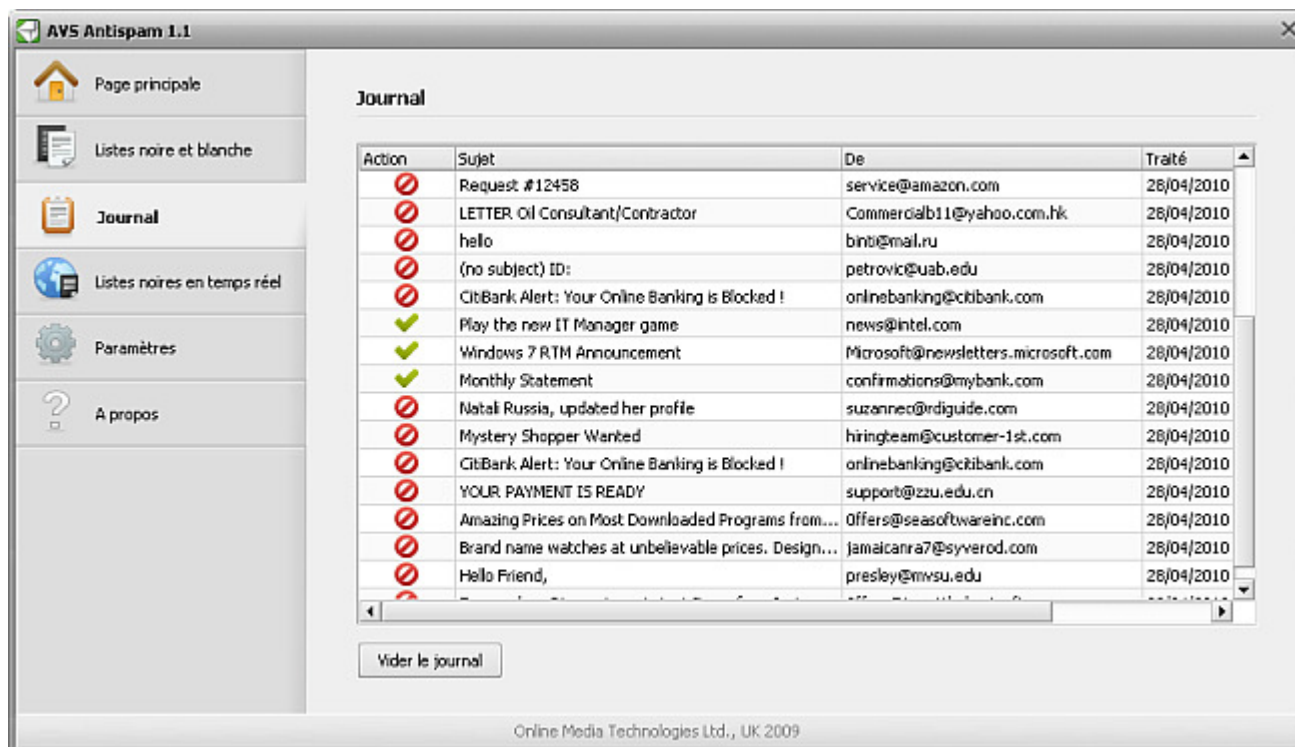 AVS Antispam 1.1
Page principale
Listes noire et blanche
Journal
Listes noires en temps réel
Paramètres
A propos
Journal
Action Sujet De Traité
Request #12458 service@amazon.com 28/04/2010
LETTER Oil Consultant/Contractor Commercialb11@yahoo.com.hk 28/04/2010
hello binti@mail.ru 28/04/2010
(no subject) ID: petrovic@uab.edu 28/04/2010
CitiBank Alert: Your Online Banking is Blocked ! onlinebanking@citibank.com 28/04/2010
Play the new IT Manager game news@intel.com 28/04/2010
Windows 7 RTM Announcement Microsoft@newsletters.microsoft.com 28/04/2010
Monthly Statement confirmations@mybank.com 28/04/2010
Natali Russia, updated her profile suzannec@rdiguide.com 28/04/2010
Mystery Shopper Wanted hiringteam@customer-1st.com 28/04/2010
CitiBank Alert: Your Online Banking is Blocked ! onlinebanking@citibank.com 28/04/2010
YOUR PAYMENT IS READY support@zzu.edu.cn 28/04/2010
Amazing Prices on Most Downloaded Programs from... Offers@seasoftwareinc.com 28/04/2010
Brand name watches at unbelievable prices. Design... jamaicanra7@syverod.com 28/04/2010
Hello Friend, presley@mvsu.edu 28/04/2010
Vider le journal
Online Media Technologies Ltd., UK 2009